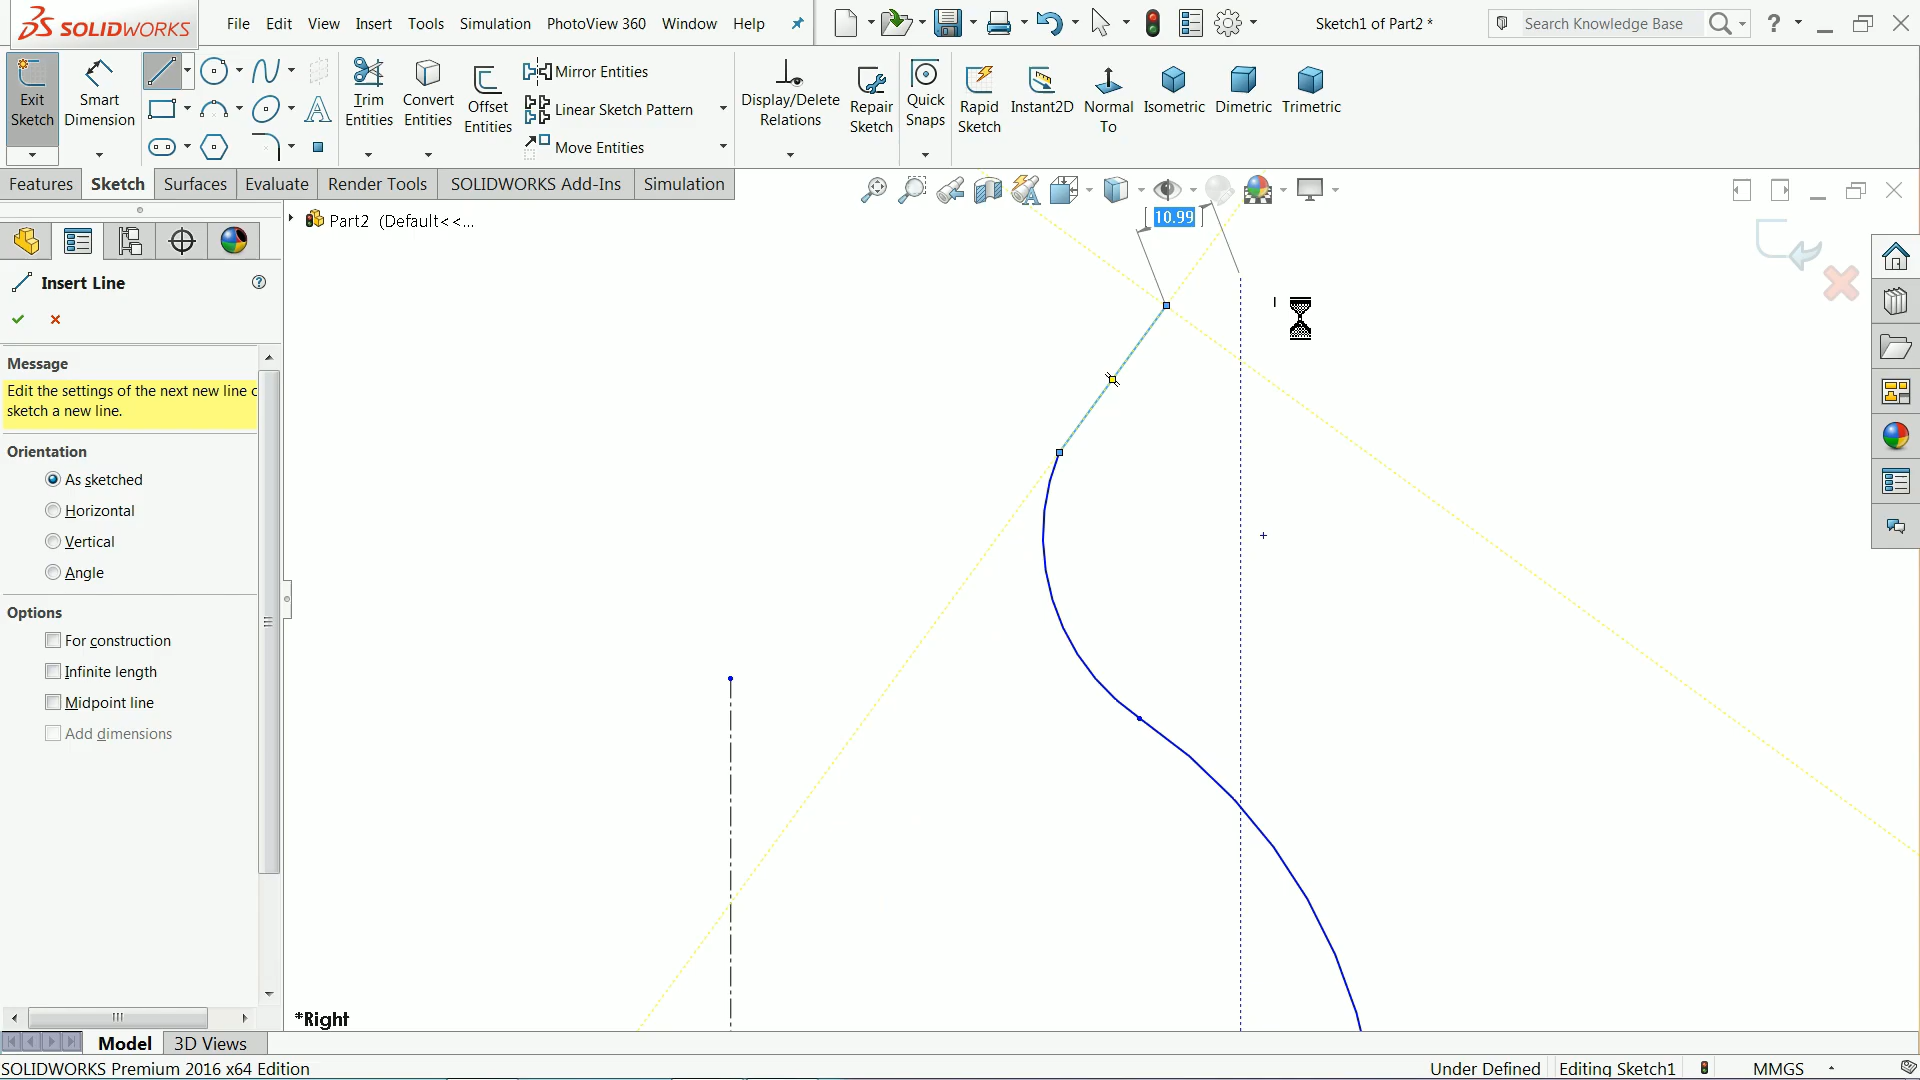 SOLIDWORKS
File Edit View Insert Tools Simulation PhotoView 360 Window Help
Sketch1 of Part2 *
Search Knowledge Base
Exit Sketch
Smart Dimension
Trim Entities
Convert Entities
Offset Entities
Mirror Entities
Linear Sketch Pattern
Move Entities
Display/Delete Relations
Repair Sketch
Quick Snaps
Rapid Sketch
Instant2D
Normal To
Isometric
Dimetric
Trimetric
Features Sketch Surfaces Evaluate Render Tools SOLIDWORKS Add-Ins Simulation
Part2 (Default<<...
10.99
Insert Line
Message
Edit the settings of the next new line o
sketch a new line.
Orientation
As sketched
Horizontal
Vertical
Angle
Options
For construction
Infinite length
Midpoint line
Add dimensions
*Right
Model 3D Views
SOLIDWORKS Premium 2016 x64 Edition
Under Defined Editing Sketch1 MMGS